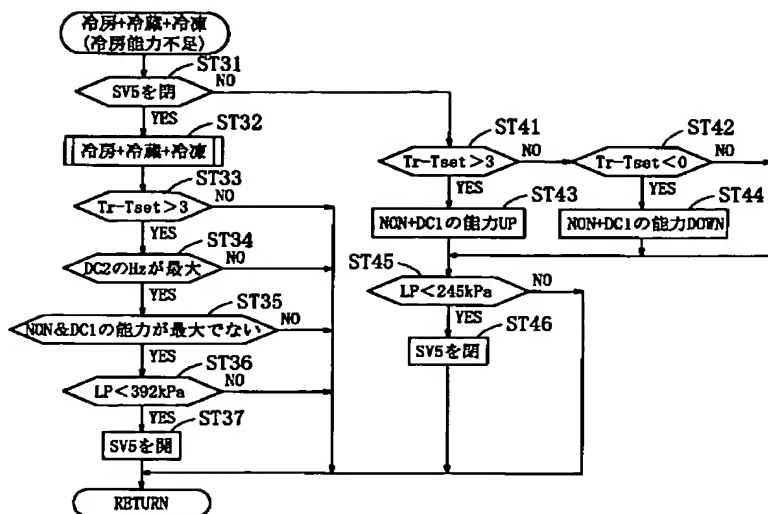 冷房+冷蔵+冷凍
(冷房能力不足)
ST31
SV5を閉
NO
YES
ST32
冷房+冷蔵+冷凍
ST33
Tr-Tset>3
NO
YES
ST34
DC2のHzが最大
NO
YES
ST35
NON&DC1の能力が最大でない
NO
YES
ST36
LP<392kPa
NO
YES
ST37
SV5を開
RETURN
ST41
Tr-Tset>3
NO
YES
ST42
Tr-Tset<0
NO
YES
ST43
NON+DC1の能力UP
ST44
NON+DC1の能力DOWN
ST45
LP<245kPa
NO
YES
ST46
SV5を閉